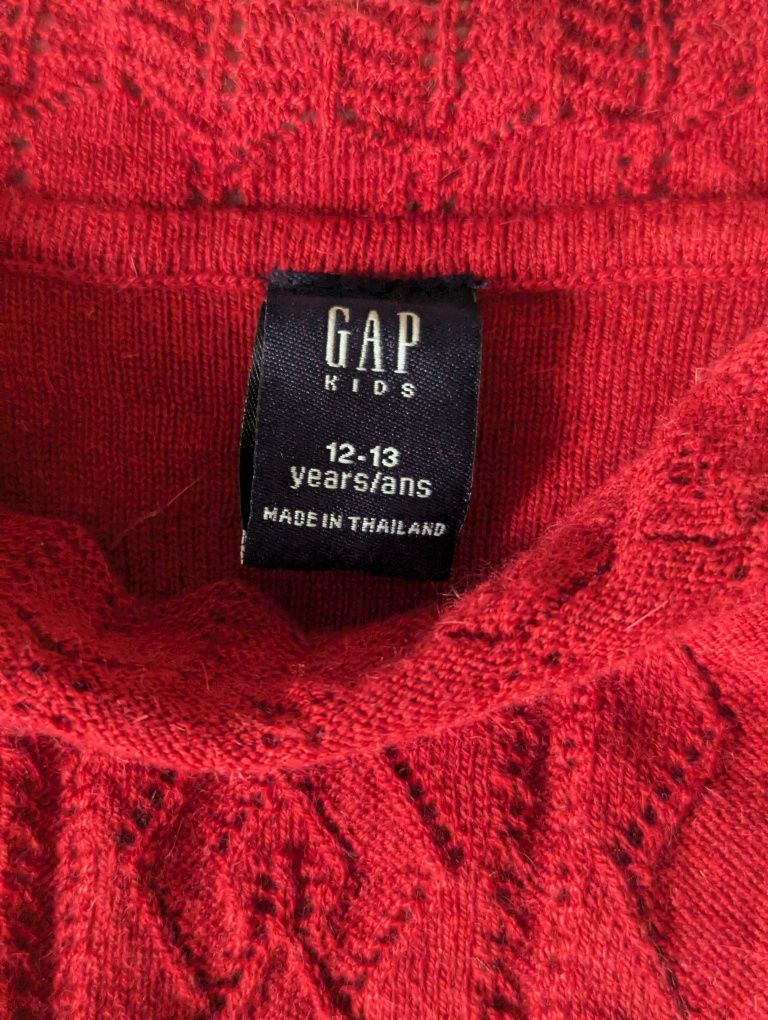 GAP
KIDS
12-13
years/ans
MADE IN THAILAND